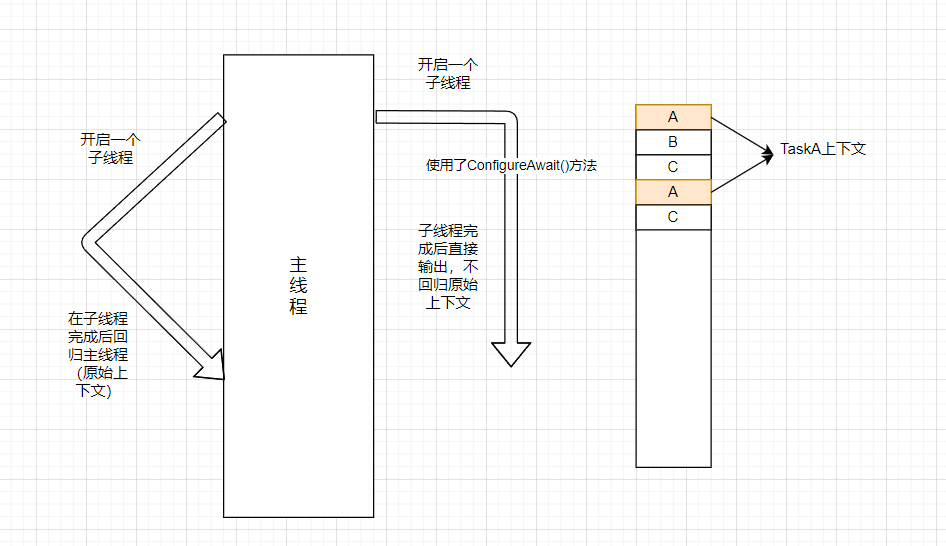 开启一个
子线程
在子线程
完成后回
归主线程
（原始上
下文）
主
线
程
开启一个
子线程
使用了ConfigureAwait()方法
子线程完
成后直接
输出，不
回归原始
上下文
A
B
C
A
C
TaskA上下文